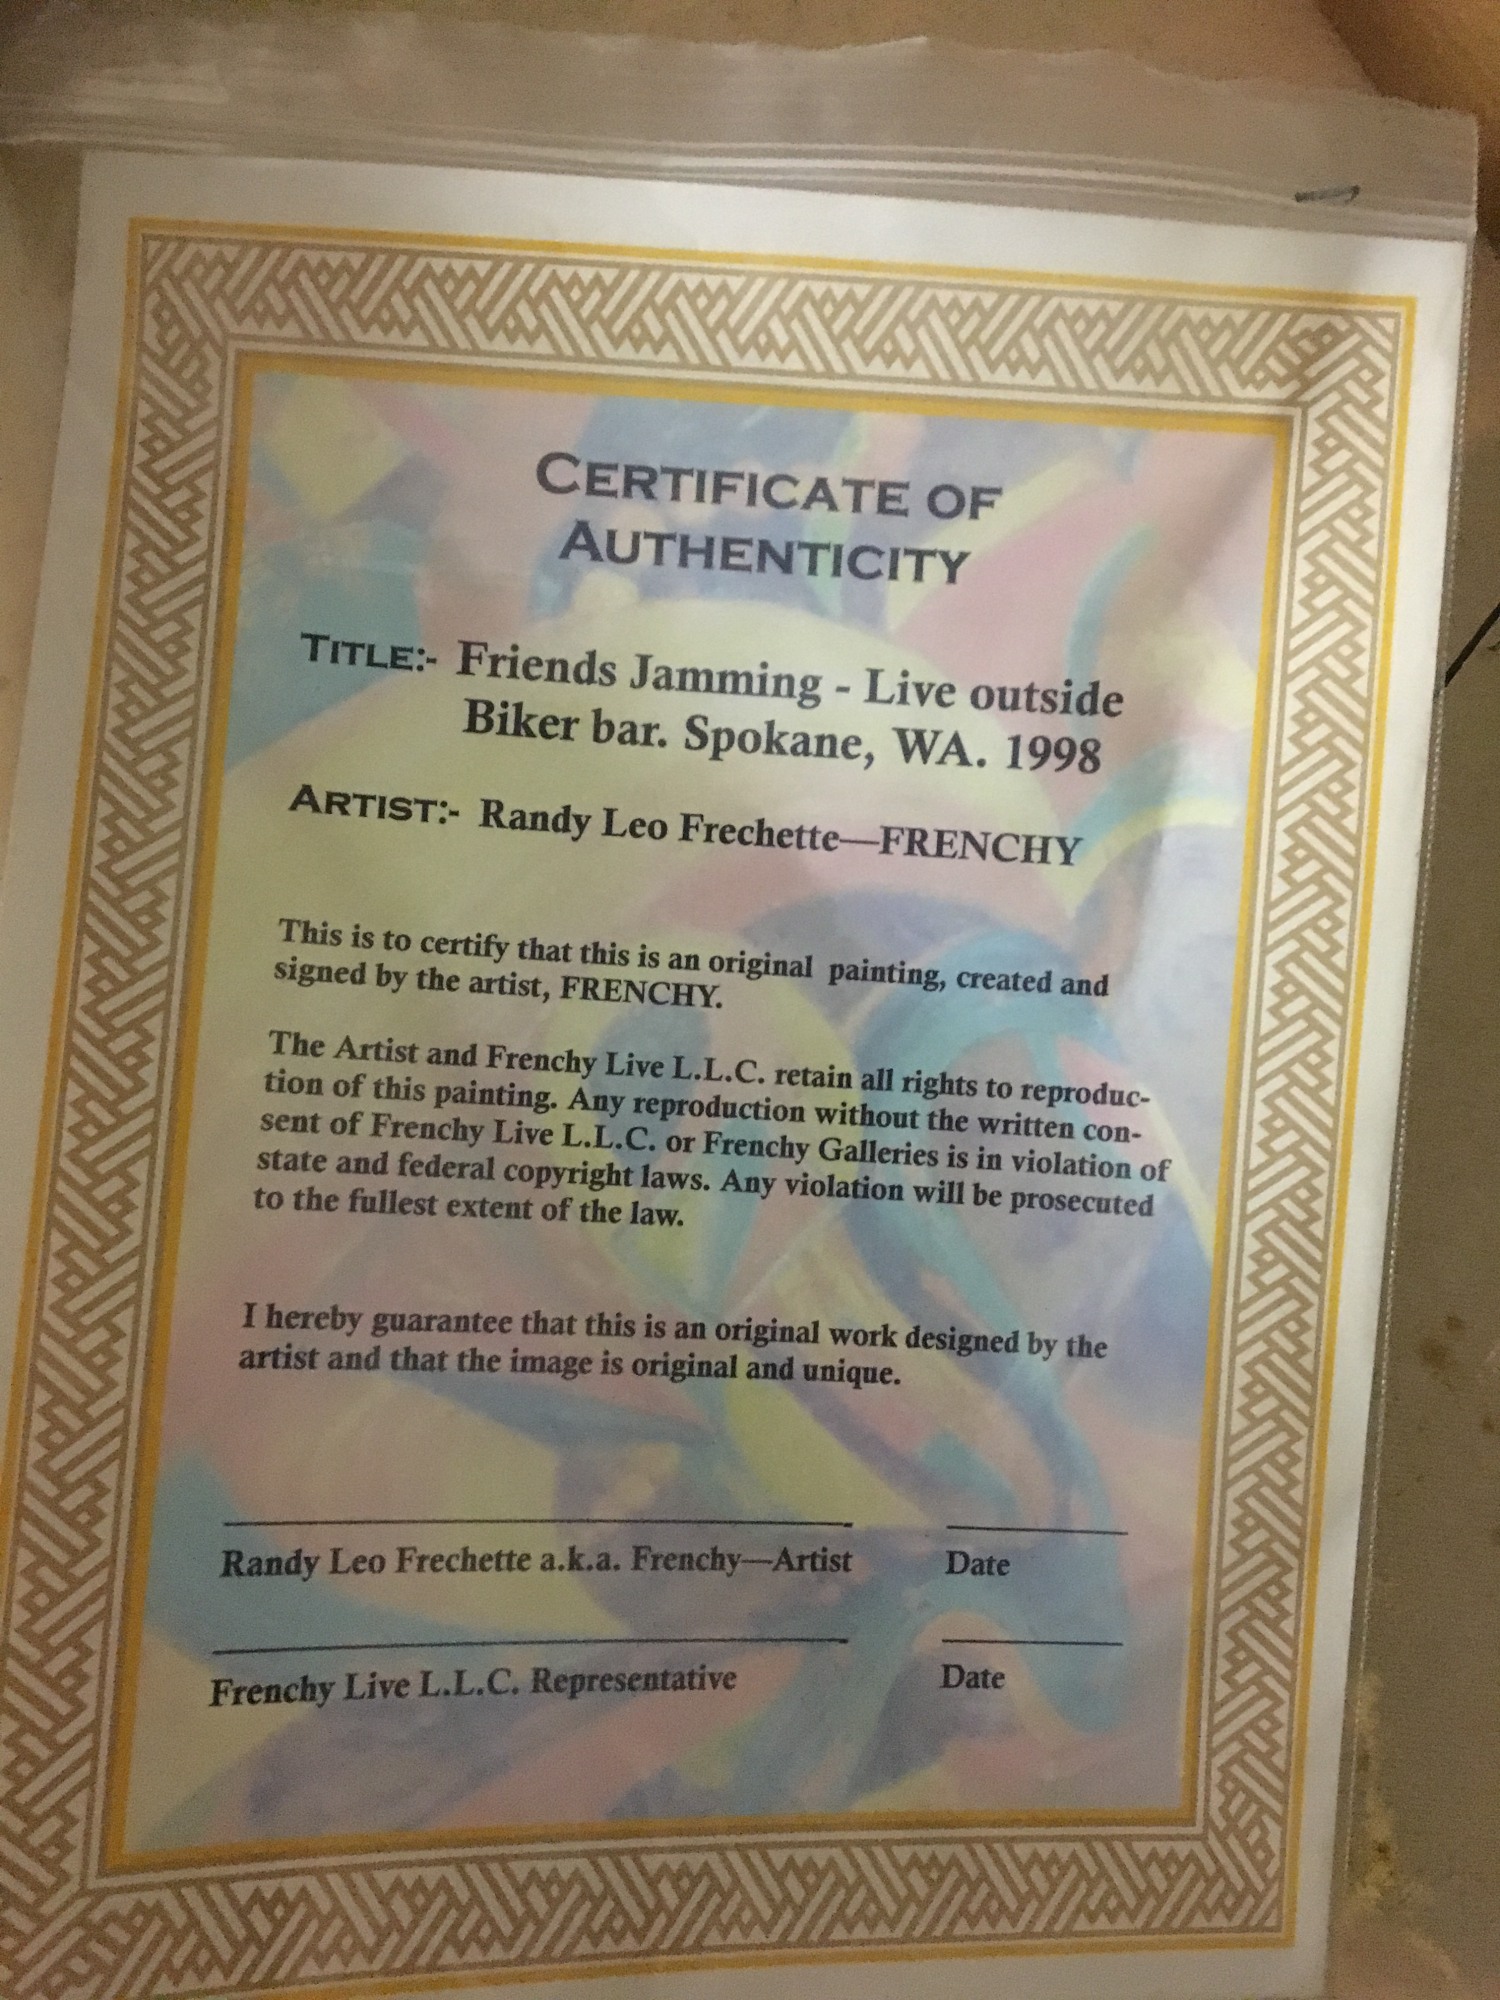 CERTIFICATE OF
AUTHENTICITY
TITLE:- Friends Jamming - Live outside
Biker bar. Spokane, WA. 1998
ARTIST:- Randy Leo Frechette—FRENCHY
This is to certify that this is an original painting, created and
signed by the artist, FRENCHY.
The Artist and Frenchy Live L.L.C. retain all rights to reproduc-
tion of this painting. Any reproduction without the written con-
sent of Frenchy Live L.L.C. or Frenchy Galleries is in violation of
state and federal copyright laws. Any violation will be prosecuted
to the fullest extent of the law.
I hereby guarantee that this is an original work designed by the
artist and that the image is original and unique.
Randy Leo Frechette a.k.a. Frenchy—Artist Date
Frenchy Live L.L.C. Representative Date